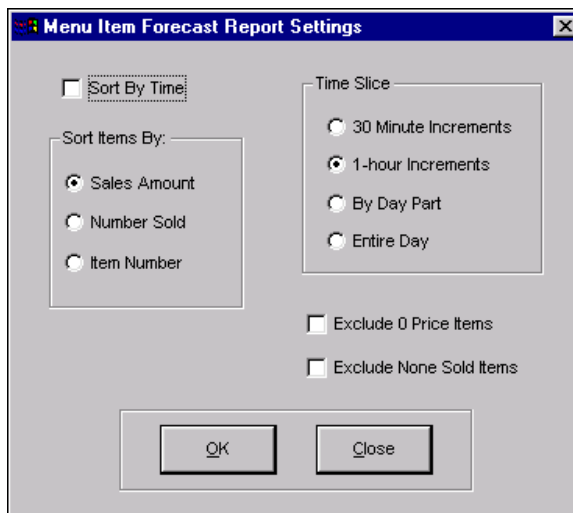 Menu Item Forecast Report Settings
Sort By Time
Sort Items By:
Sales Amount
Number Sold
Item Number
Time Slice
30 Minute Increments
1-hour Increments
By Day Part
Entire Day
Exclude 0 Price Items
Exclude None Sold Items
OK
Close